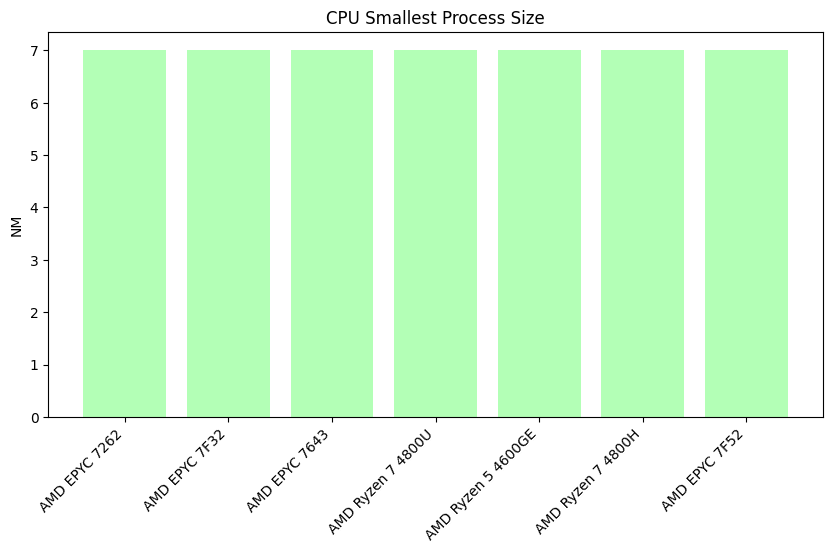 CPU Smallest Process Size
NM
7
6
5
4
3
2
1
0
AMD EPYC 7262
AMD EPYC 7F32
AMD EPYC 7643
AMD Ryzen 7 4800U
AMD Ryzen 5 4600GE
AMD Ryzen 7 4800H
AMD EPYC 7F52